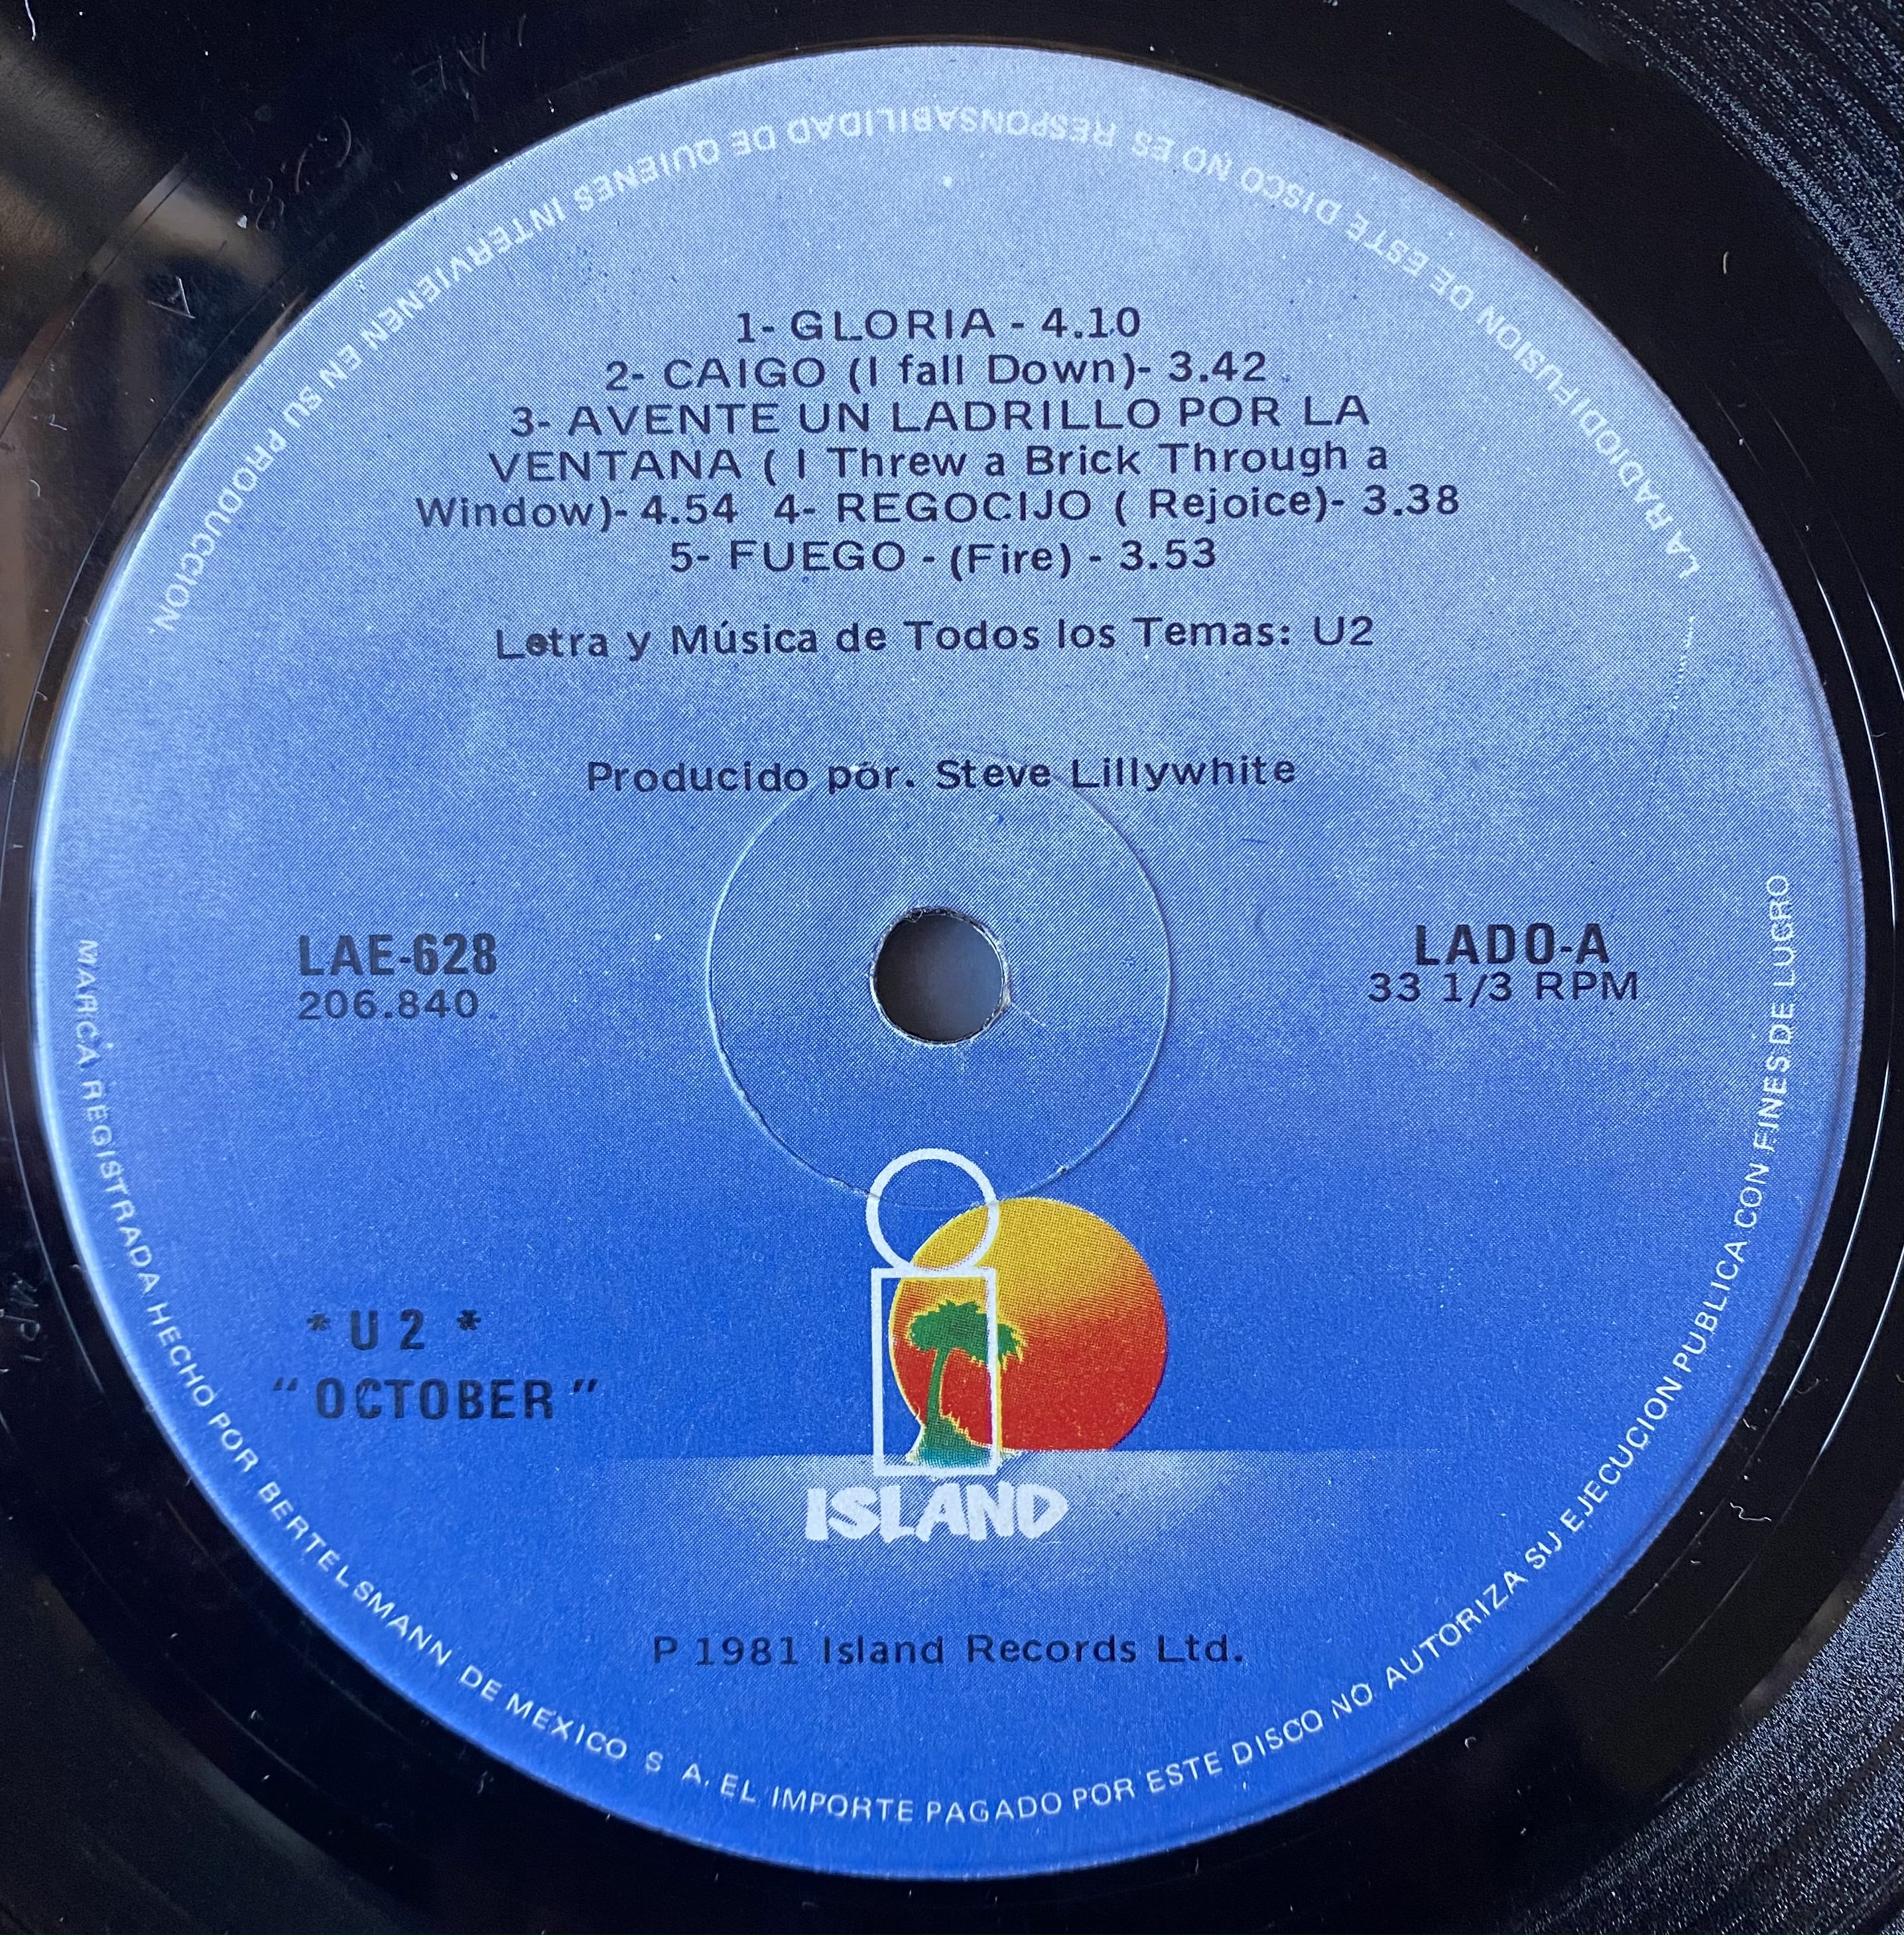 LA RADIODIFUSION DE ESTE DISCO NO ES RESPONSABILIDAD DE QUIENES INTERVIENEN EN SU PRODUCCION.
1- GLORIA - 4.10
2- CAIGO (I fall Down)- 3.42
3- AVENTE UN LADRILLO POR LA
VENTANA ( I Threw a Brick Through a
Window)- 4.54 4- REGOCIJO ( Rejoice)- 3.38
5- FUEGO - (Fire) - 3.53
Letra y Música de Todos los Temas: U2
Producido por. Steve Lillywhite
LAE-628
206.840
LADO-A
33 1/3 RPM
* U 2 *
" OCTOBER "
ISLAND
P 1981 Island Records Ltd.
MARCA REGISTRADA HECHO POR BERTELSMANN DE MEXICO S A. EL IMPORTE PAGADO POR ESTE DISCO NO AUTORIZA SU EJECUCION PUBLICA CON FINES DE LUCRO